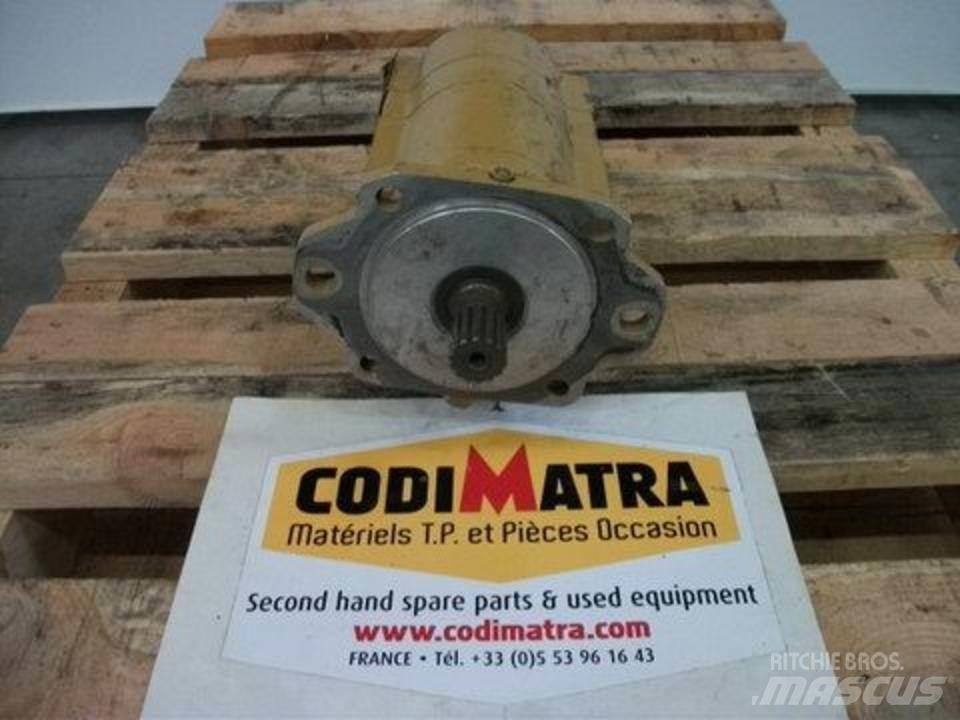 CODIMATRA
Matériels T.P. et Pièces Occasion
Second hand spare parts & used equipment
www.codimatra.com
FRANCE • Tél. +33 (0)5 53 96 16 43
RITCHIE BROS.
MASCUS